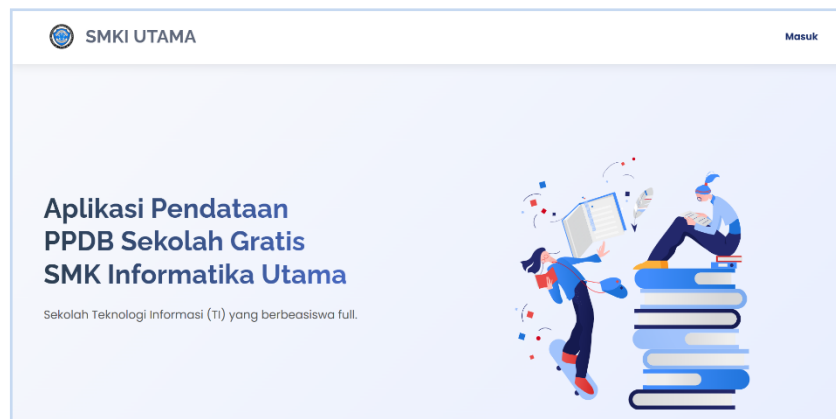 SMKI UTAMA
Masuk
Aplikasi Pendataan
PPDB Sekolah Gratis
SMK Informatika Utama
Sekolah Teknologi Informasi (TI) yang berbeasiswa full.